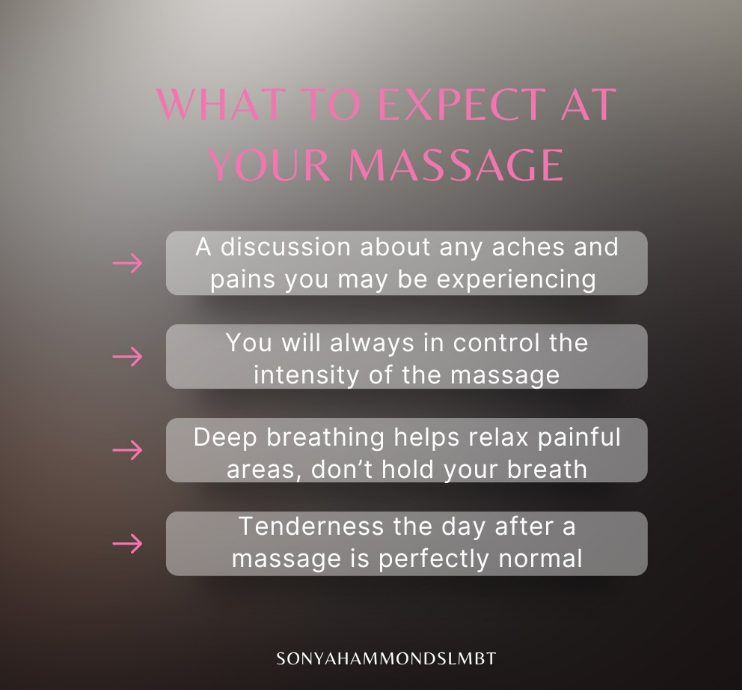 WHAT TO EXPECT AT
YOUR MASSAGE
A discussion about any aches and
pains you may be experiencing
You will always in control the
intensity of the massage
Deep breathing helps relax painful
areas, don’t hold your breath
Tenderness the day after a
massage is perfectly normal
SONYAHAMMONDSLMBT